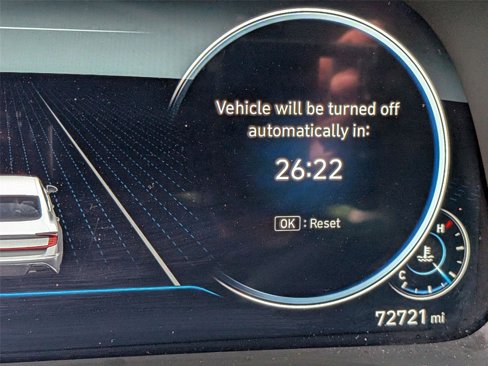 Vehicle will be turned off
automatically in:
26:22
OK : Reset
H
C
72721 mi